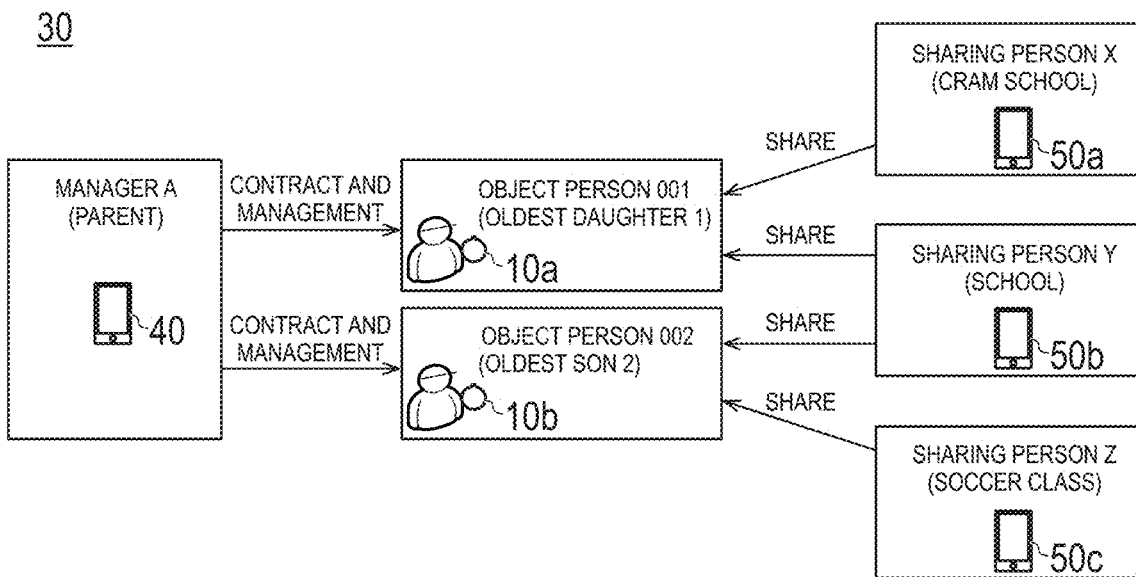 30
MANAGER A
(PARENT)
40
CONTRACT AND
MANAGEMENT
CONTRACT AND
MANAGEMENT
OBJECT PERSON 001
(OLDEST DAUGHTER 1)
10a
OBJECT PERSON 002
(OLDEST SON 2)
10b
SHARE
SHARE
SHARE
SHARE
SHARING PERSON X
(CRAM SCHOOL)
50a
SHARING PERSON Y
(SCHOOL)
50b
SHARING PERSON Z
(SOCCER CLASS)
50c